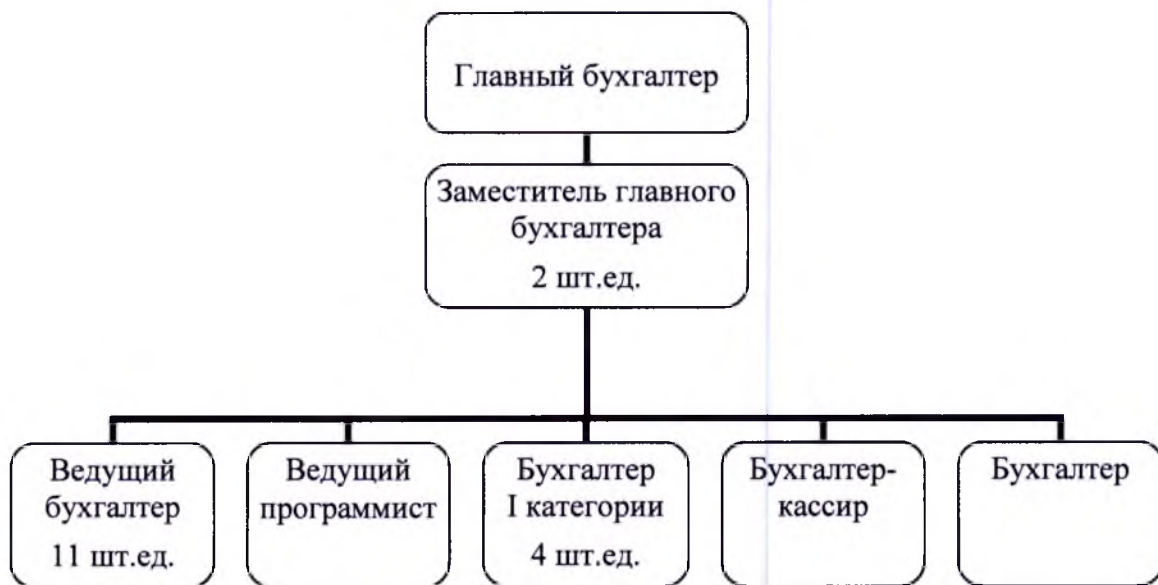 Главный бухгалтер
Заместитель главного
бухгалтера
2 шт.ед.
Ведущий
бухгалтер
11 шт.ед.
Ведущий
программист
Бухгалтер
I категории
4 шт.ед.
Бухгалтер-
кассир
Бухгалтер